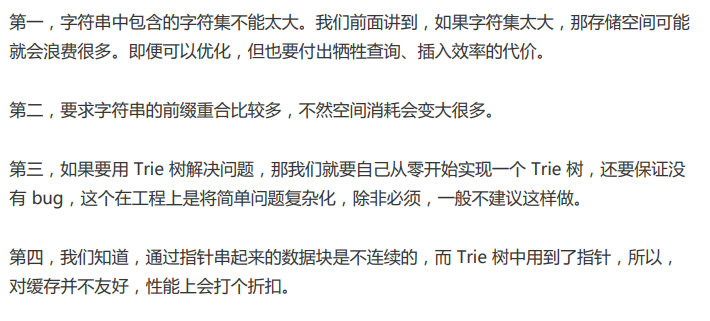 第一，字符串中包含的字符集不能太大。我们前面讲到，如果字符集太大，那存储空间可能
就会浪费很多。即便可以优化，但也要付出牺牲查询、插入效率的代价。
第二，要求字符串的前缀重合比较多，不然空间消耗会变大很多。
第三，如果要用 Trie 树解决问题，那我们就要自己从零开始实现一个 Trie 树，还要保证没
有 bug，这个在工程上是将简单问题复杂化，除非必须，一般不建议这样做。
第四，我们知道，通过指针串起来的数据块是不连续的，而 Trie 树中用到了指针，所以，
对缓存并不友好，性能上会打个折扣。